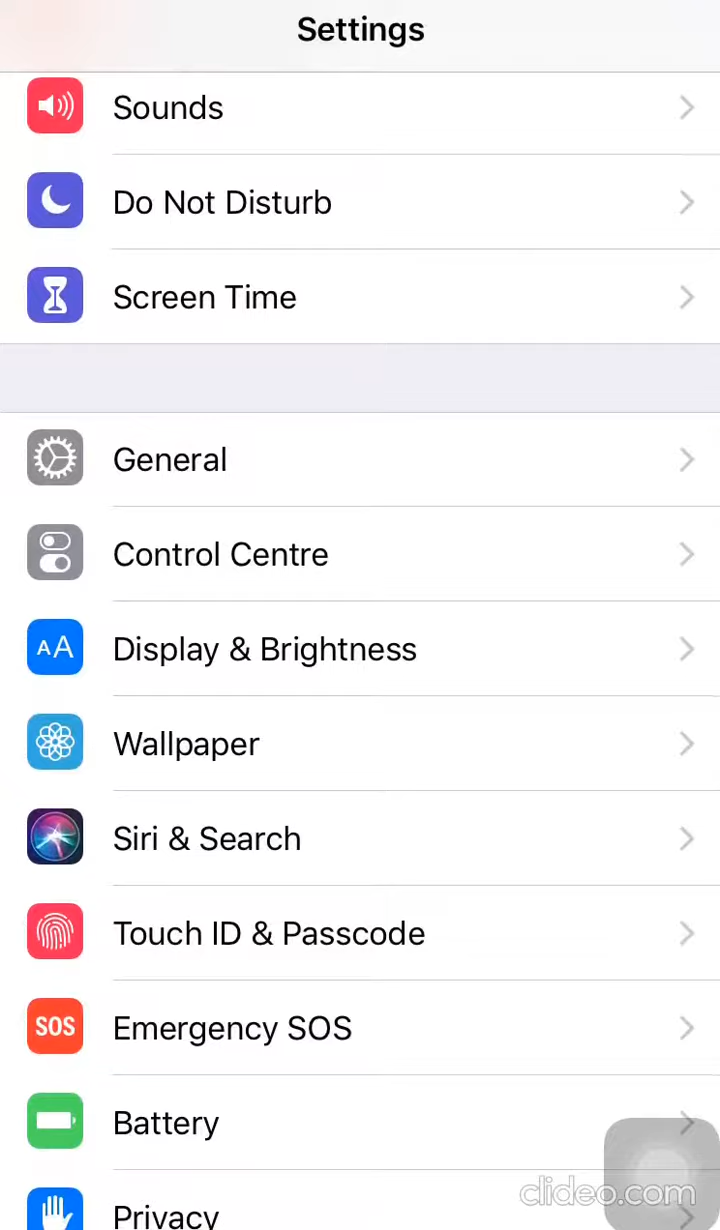 Settings
Sounds
Do Not Disturb
Screen Time
General
Control Centre
AA Display & Brightness
Wallpaper
Siri & Search
Touch ID & Passcode
SOS Emergency SOS
Battery
Privacy
clideo.com